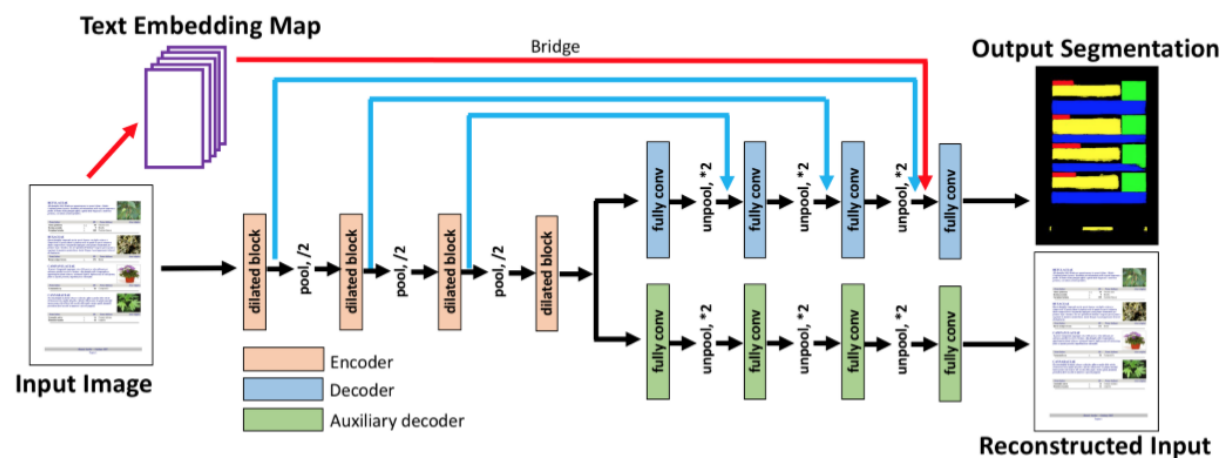 Text Embedding Map
Bridge
Output Segmentation
Input Image
dilated block
pool, /2
dilated block
pool, /2
dilated block
pool, /2
dilated block
fully conv
unpool, *2
fully conv
unpool, *2
fully conv
unpool, *2
fully conv
fully conv
unpool, *2
fully conv
unpool, *2
fully conv
unpool, *2
fully conv
Encoder
Decoder
Auxiliary decoder
Reconstructed Input